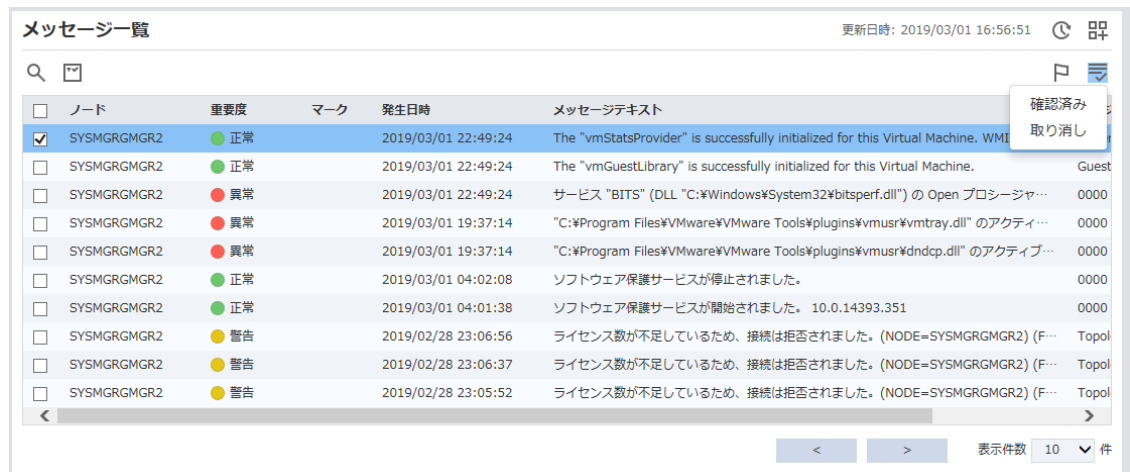 メッセージ一覧
更新日時: 2019/03/01 16:56:51
確認済み
取り消し
ノード 重要度 マーク 発生日時 メッセージテキスト
SYSMGRGMGR2 正常 2019/03/01 22:49:24 The "vmStatsProvider" is successfully initialized for this Virtual Machine. WMI
SYSMGRGMGR2 正常 2019/03/01 22:49:24 The "vmGuestLibrary" is successfully initialized for this Virtual Machine. Guest
SYSMGRGMGR2 異常 2019/03/01 22:49:24 サービス "BITS" (DLL "C:¥Windows¥System32¥bitsperf.dll") の Open プロシージャ… 0000
SYSMGRGMGR2 異常 2019/03/01 19:37:14 "C:¥Program Files¥VMware¥VMware Tools¥plugins¥vmusr¥vmtray.dll" のアクティ… 0000
SYSMGRGMGR2 異常 2019/03/01 19:37:14 "C:¥Program Files¥VMware¥VMware Tools¥plugins¥vmusr¥dndcp.dll" のアクティブ… 0000
SYSMGRGMGR2 正常 2019/03/01 04:02:08 ソフトウェア保護サービスが停止されました。 0000
SYSMGRGMGR2 正常 2019/03/01 04:01:38 ソフトウェア保護サービスが開始されました。 10.0.14393.351 0000
SYSMGRGMGR2 警告 2019/02/28 23:06:56 ライセンス数が不足しているため、接続は拒否されました。(NODE=SYSMGRGMGR2) (F… Topol
SYSMGRGMGR2 警告 2019/02/28 23:06:37 ライセンス数が不足しているため、接続は拒否されました。(NODE=SYSMGRGMGR2) (F… Topol
SYSMGRGMGR2 警告 2019/02/28 23:05:52 ライセンス数が不足しているため、接続は拒否されました。(NODE=SYSMGRGMGR2) (F… Topol
< > 表示件数 10 件